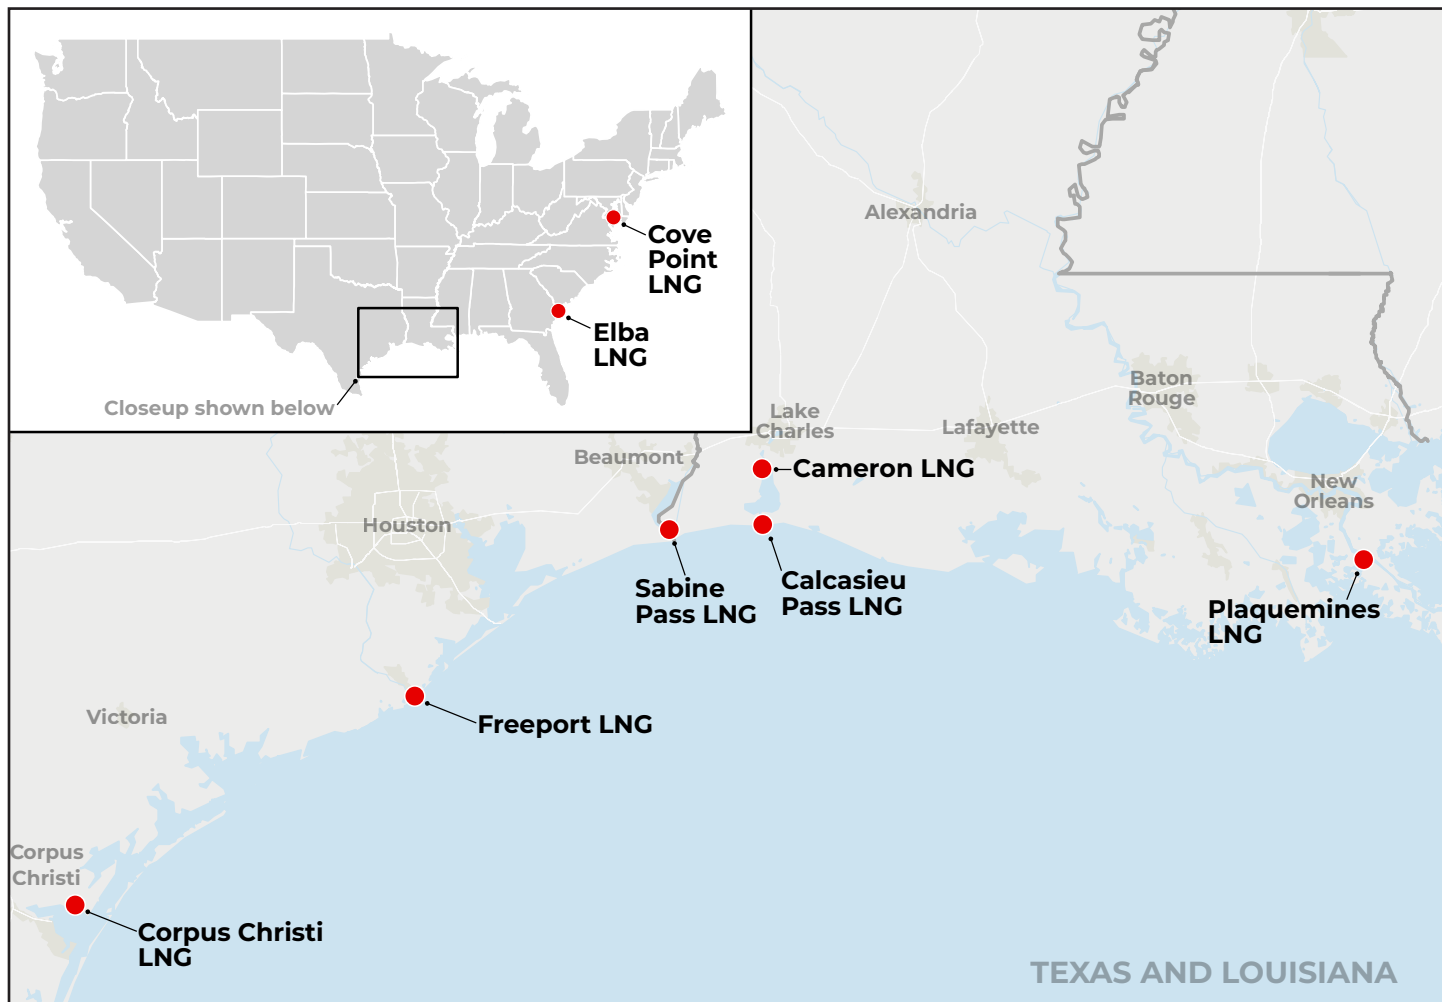 Cove
Point
LNG
Elba
LNG
Closeup shown below
Alexandria
Baton
Rouge
Lake
Charles
Lafayette
Beaumont
Cameron LNG
New
Orleans
Houston
Sabine
Pass LNG
Calcasieu
Pass LNG
Plaquemines
LNG
Victoria
Freeport LNG
Corpus
Christi
Corpus Christi
LNG
TEXAS AND LOUISIANA